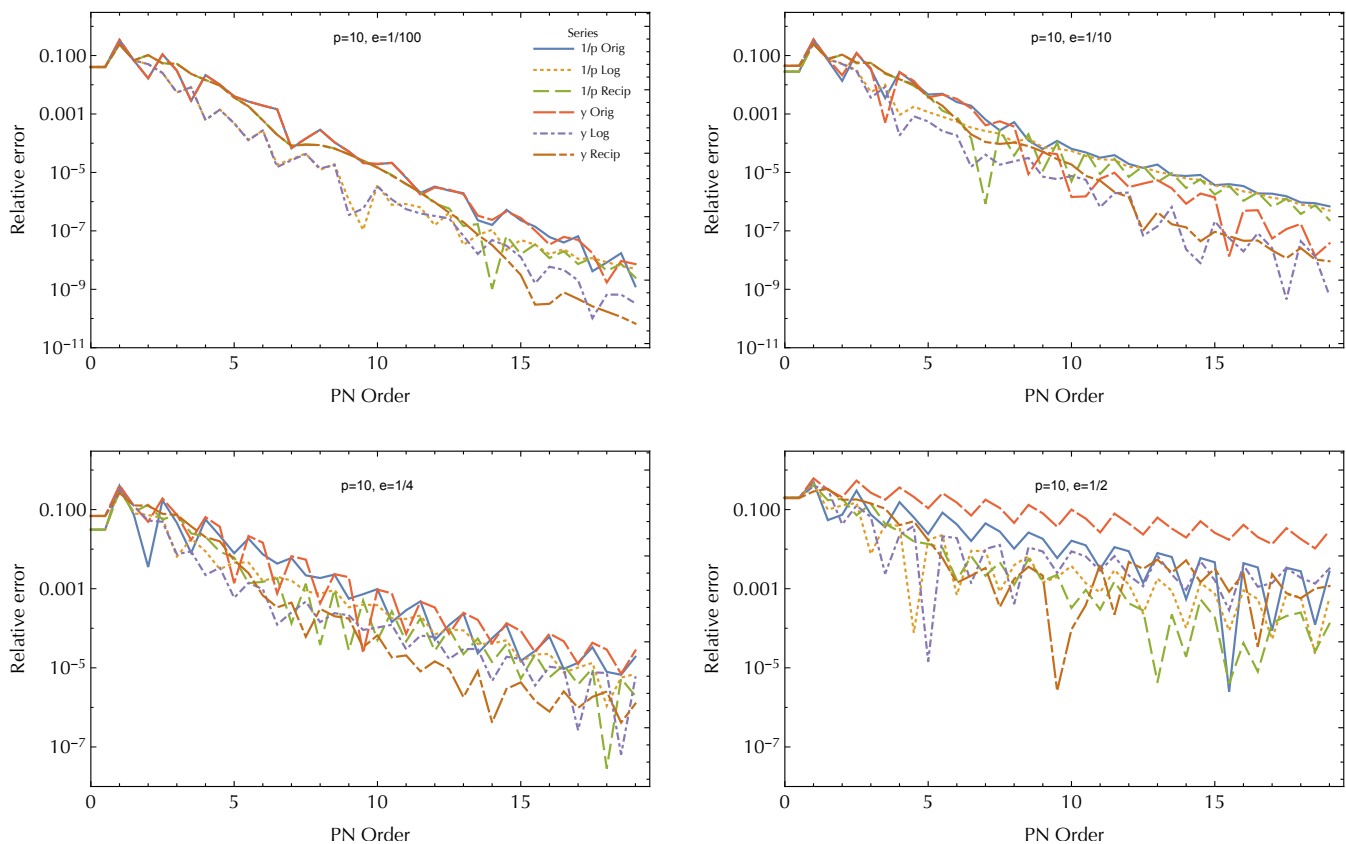 p=10, e=1/100
Series
1/p Orig
1/p Log
1/p Recip
y Orig
y Log
y Recip
Relative error
0.100
0.001
10⁻⁵
10⁻⁷
10⁻⁹
10⁻¹¹
0 5 10 15
PN Order
p=10, e=1/10
Relative error
0.100
0.001
10⁻⁵
10⁻⁷
10⁻⁹
10⁻¹¹
0 5 10 15
PN Order
p=10, e=1/4
Relative error
0.100
0.001
10⁻⁵
10⁻⁷
0 5 10 15
PN Order
p=10, e=1/2
Relative error
0.100
0.001
10⁻⁵
10⁻⁷
0 5 10 15
PN Order